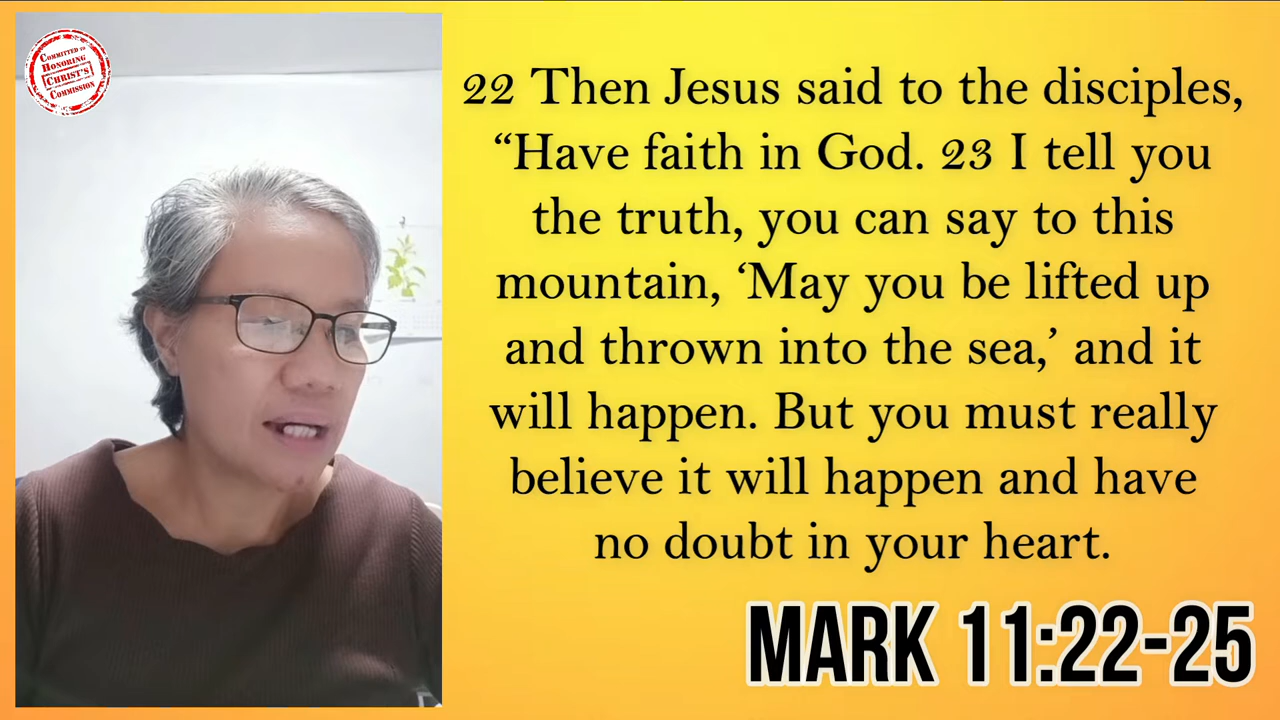 COMMITTED TO
HONORING
CHRIST'S
COMMISSION
22 Then Jesus said to the disciples,
“Have faith in God. 23 I tell you
the truth, you can say to this
mountain, ‘May you be lifted up
and thrown into the sea,’ and it
will happen. But you must really
believe it will happen and have
no doubt in your heart.
MARK 11:22-25